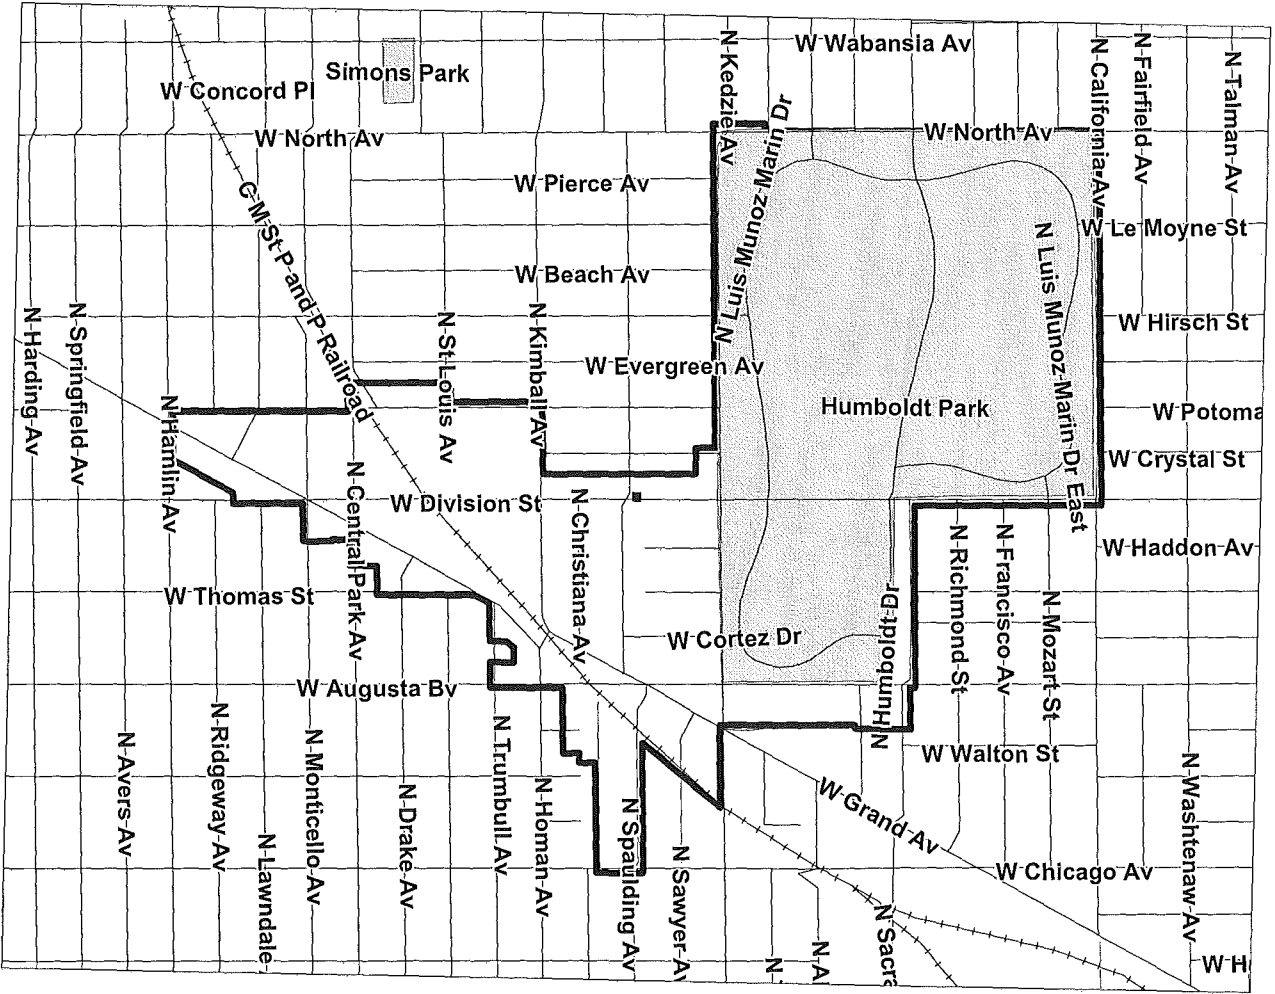 W Wabansia Av
N Kedzie Av
N California Av
N Fairfield Av
N Talman Av
Simons Park
W Concord Pl
W North Av
W North Av
N Luis Munoz Marin Dr
C M St P and P Railroad
W Pierce Av
W Le Moyne St
N Luis Munoz Marin Dr East
W Beach Av
N Harding Av
N Springfield Av
N St Louis Av
N Kimball Av
W Hirsch St
W Evergreen Av
N Hamlin Av
Humboldt Park
W Potoma
W Crystal St
N Central Park Av
W Division St
N Christiana Av
N Richmond St
N Francisco Av
W Haddon Av
W Thomas St
N Humboldt Dr
N Mozart St
W Cortez Dr
W Augusta Bv
N Avers Av
N Ridgeway Av
N Lawndale
N Monticello Av
N Drake Av
N Trumbull Av
N Homan Av
N Spaulding Av
N Sawyer Av
W Walton St
W Grand Av
N Washtenaw Av
W Chicago Av
N Sacra
N
N Al
W H